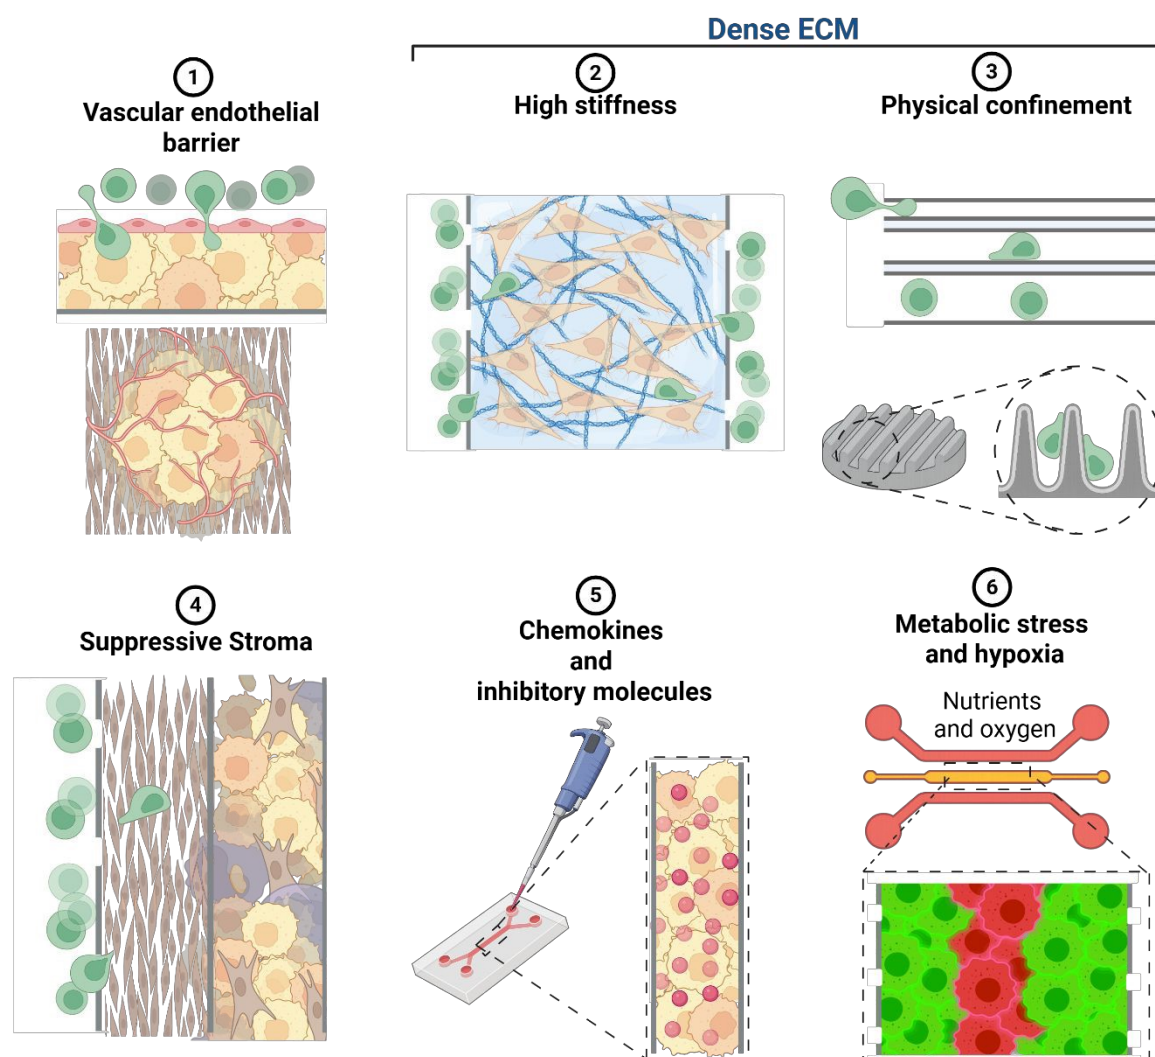 Dense ECM
1
Vascular endothelial
barrier
2
High stiffness
3
Physical confinement
4
Suppressive Stroma
5
Chemokines
and
inhibitory molecules
6
Metabolic stress
and hypoxia
Nutrients
and oxygen